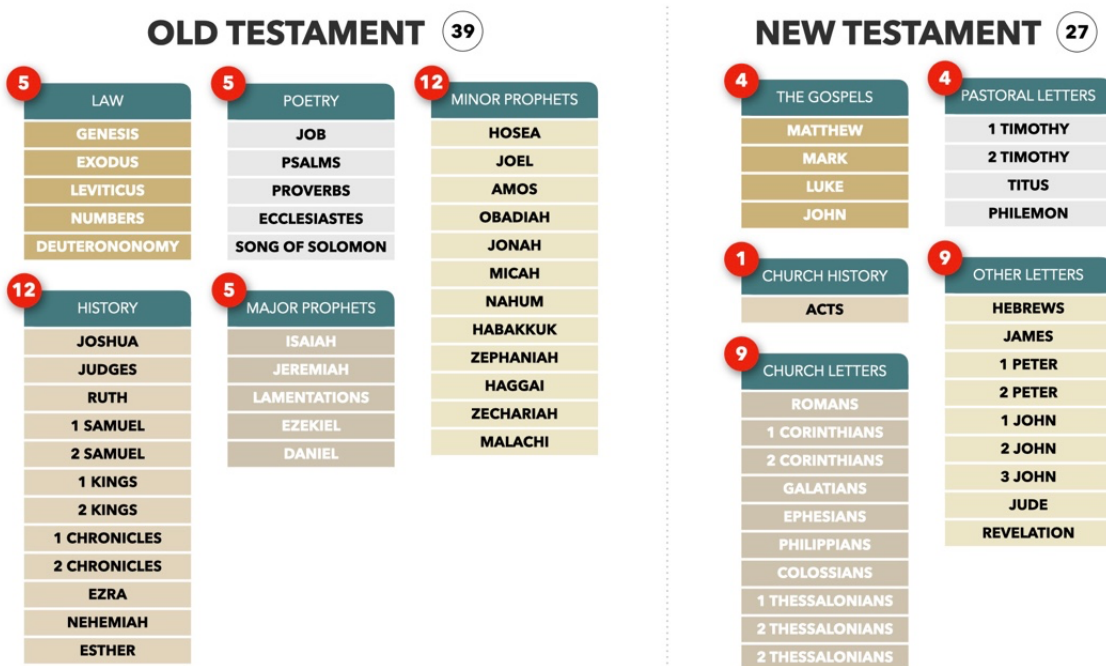 OLD TESTAMENT 39
5
LAW
GENESIS
EXODUS
LEVITICUS
NUMBERS
DEUTERONONOMY
12
HISTORY
JOSHUA
JUDGES
RUTH
1 SAMUEL
2 SAMUEL
1 KINGS
2 KINGS
1 CHRONICLES
2 CHRONICLES
EZRA
NEHEMIAH
ESTHER
5
POETRY
JOB
PSALMS
PROVERBS
ECCLESIASTES
SONG OF SOLOMON
5
MAJOR PROPHETS
ISAIAH
JEREMIAH
LAMENTATIONS
EZEKIEL
DANIEL
12
MINOR PROPHETS
HOSEA
JOEL
AMOS
OBADIAH
JONAH
MICAH
NAHUM
HABAKKUK
ZEPHANIAH
HAGGAI
ZECHARIAH
MALACHI
NEW TESTAMENT 27
4
THE GOSPELS
MATTHEW
MARK
LUKE
JOHN
1
CHURCH HISTORY
ACTS
9
CHURCH LETTERS
ROMANS
1 CORINTHIANS
2 CORINTHIANS
GALATIANS
EPHESIANS
PHILIPPIANS
COLOSSIANS
1 THESSALONIANS
2 THESSALONIANS
2 THESSALONIANS
4
PASTORAL LETTERS
1 TIMOTHY
2 TIMOTHY
TITUS
PHILEMON
9
OTHER LETTERS
HEBREWS
JAMES
1 PETER
2 PETER
1 JOHN
2 JOHN
3 JOHN
JUDE
REVELATION